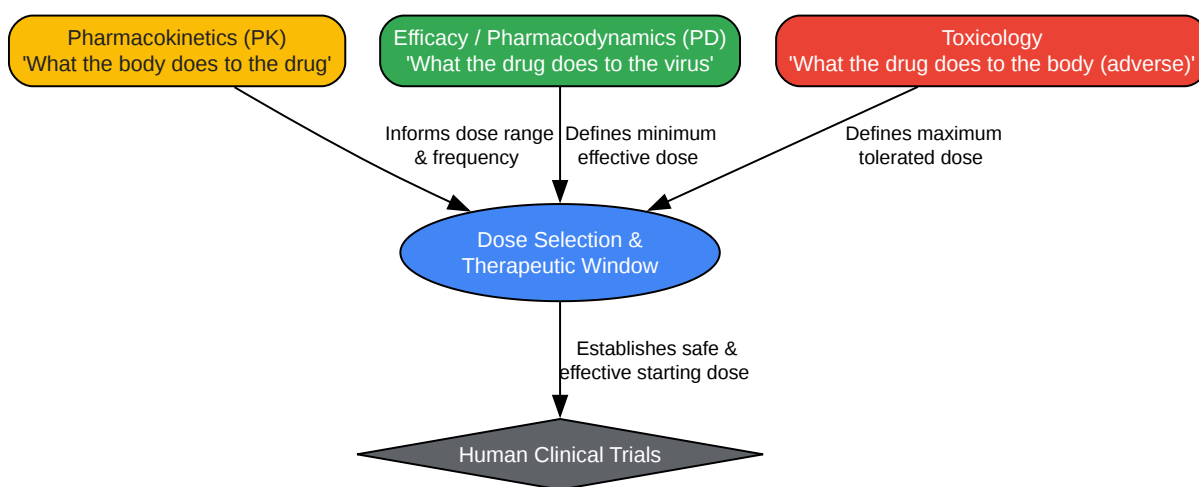 Pharmacokinetics (PK)
'What the body does to the drug'
Efficacy / Pharmacodynamics (PD)
'What the drug does to the virus'
Toxicology
'What the drug does to the body (adverse)'
Informs dose range
& frequency
Defines minimum
effective dose
Defines maximum
tolerated dose
Dose Selection &
Therapeutic Window
Establishes safe &
effective starting dose
Human Clinical Trials